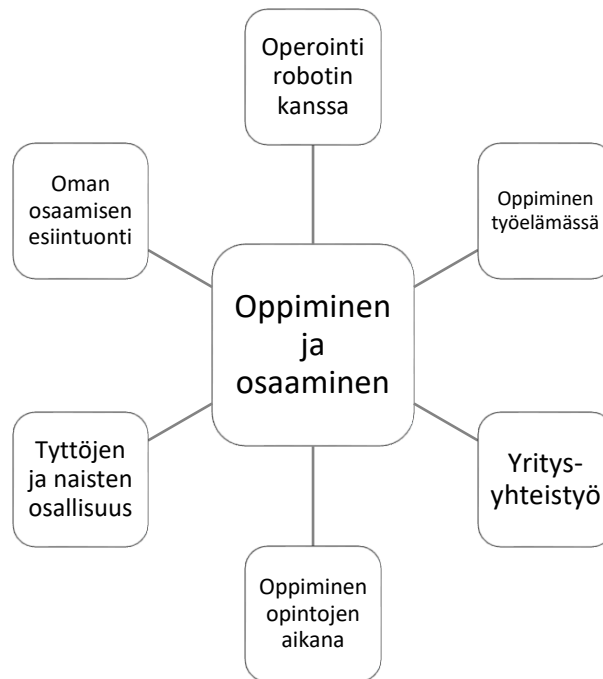 Operointi
robotin
kanssa
Oman
osaamisen
esiintuonti
Oppiminen
työelämässä
Oppiminen
ja
osaaminen
Tyttöjen
ja naisten
osallisuus
Yritys-
yhteistyö
Oppiminen
opintojen
aikana